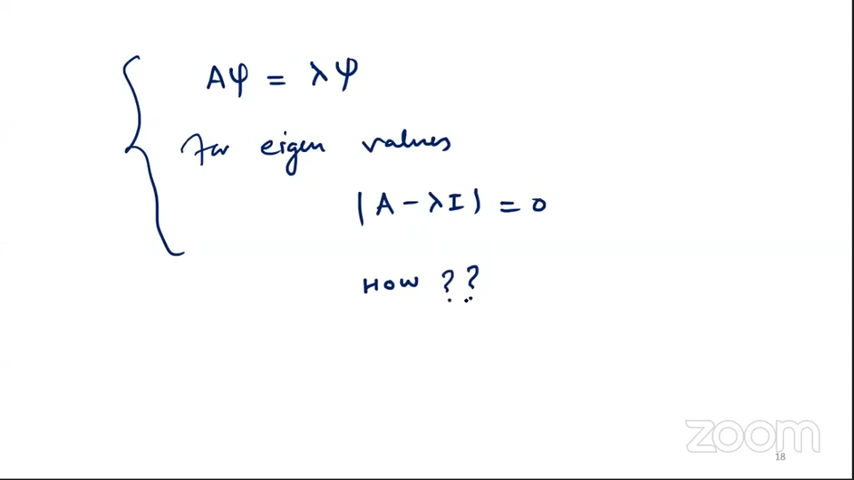 Aψ = λψ
For eigen values
|A - λI| = 0
HOW ??
zoom
18